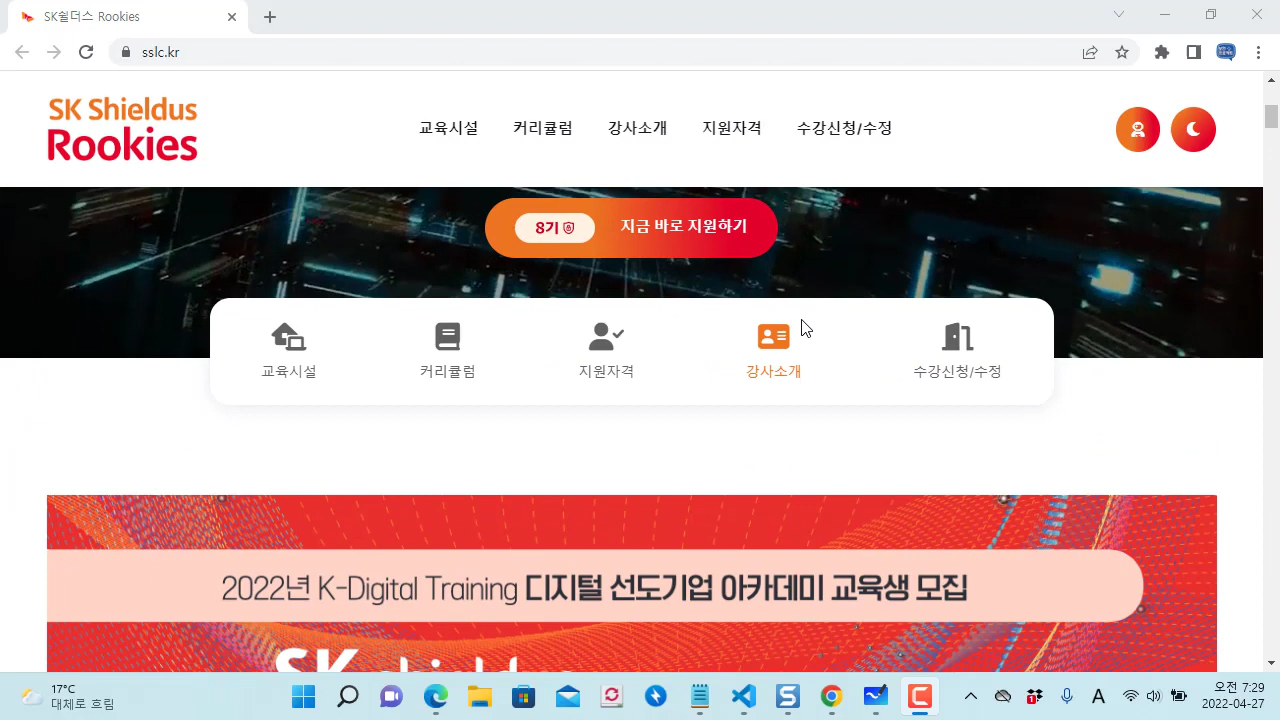 SK쉴더스 Rookies
sslc.kr
SK Shieldus
Rookies
교육시설 커리큘럼 강사소개 지원자격 수강신청/수정
8기 지금 바로 지원하기
교육시설 커리큘럼 지원자격 강사소개 수강신청/수정
2022년 K-Digital Training 디지털 선도기업 아카데미 교육생 모집
SK shieldus
17°C
대체로 흐림
A
오전 7:29
2022-04-27